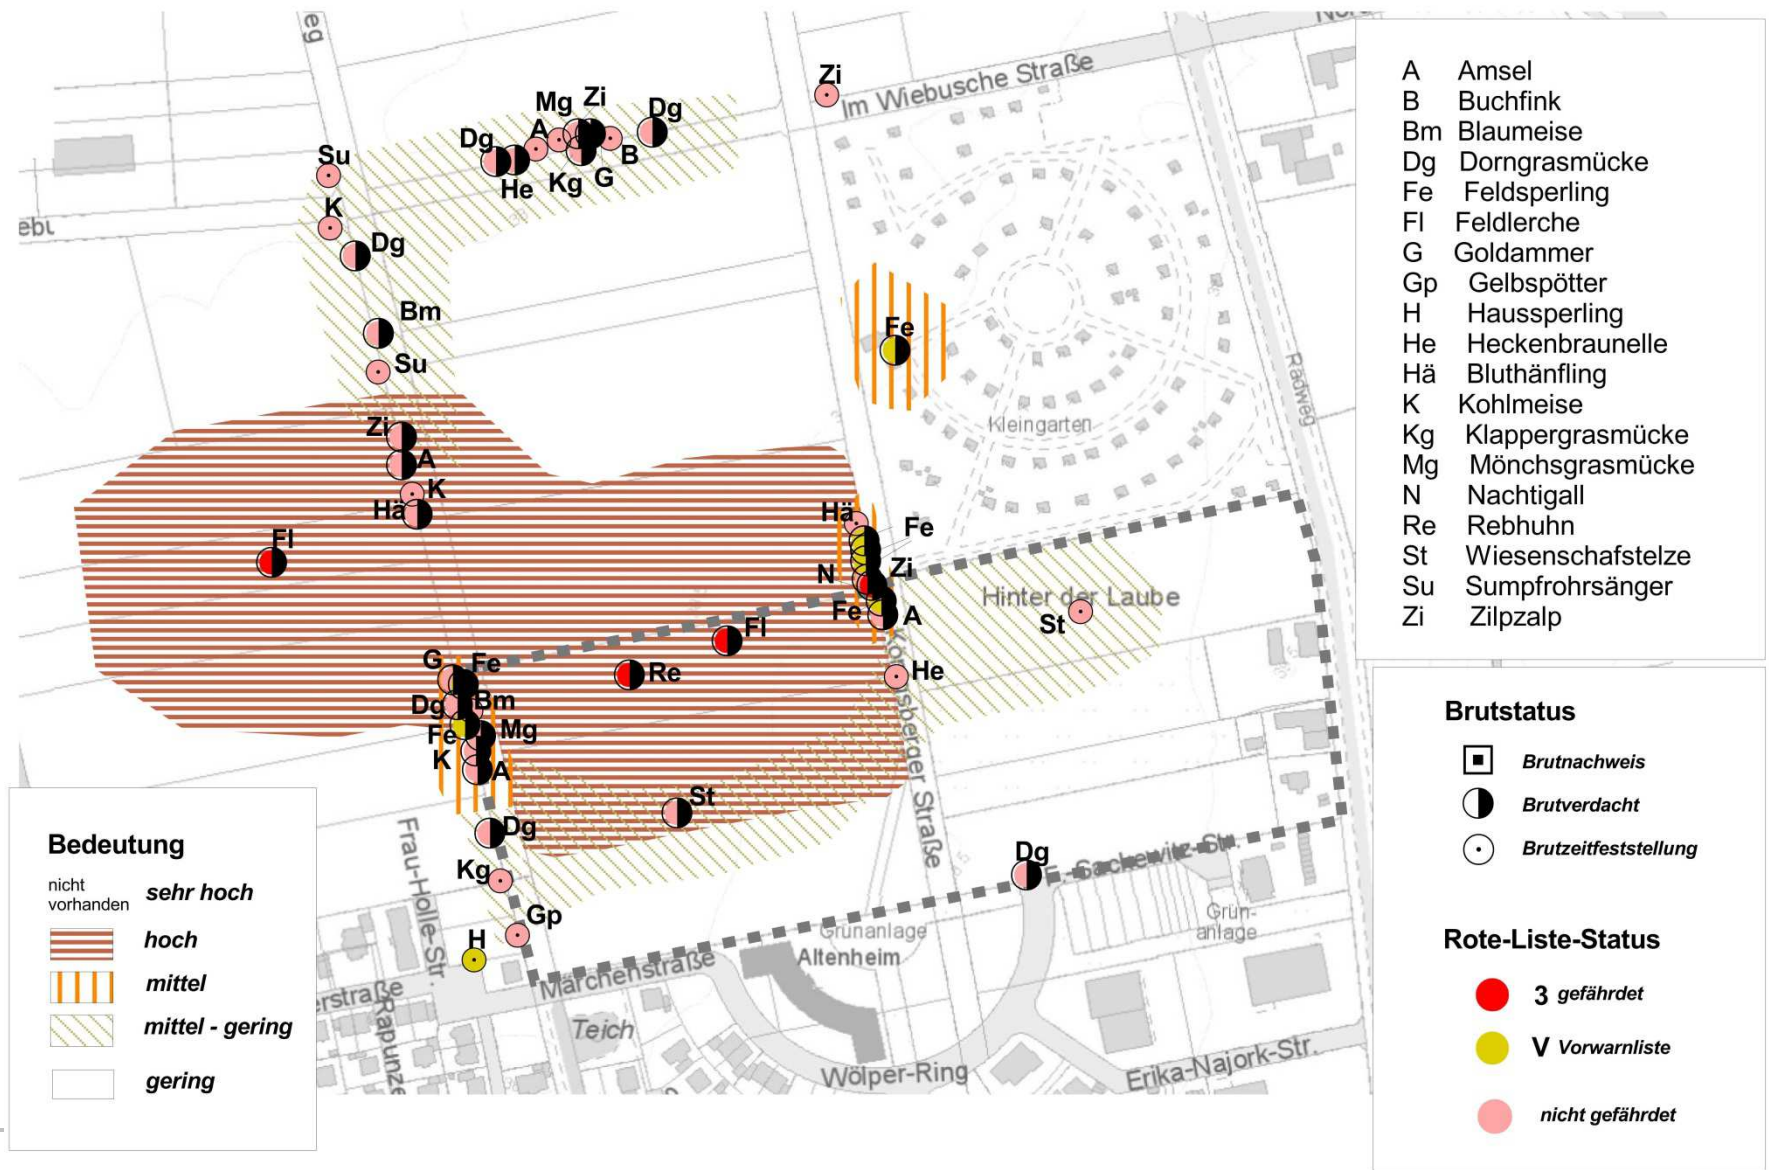 eg
Im Wiebusche Straße
Zi
Mg
Zi
Dg
A
Dg
B
He
Kg
G
Su
K
Dg
Bm
Su
Fe
Kleingarten
Radweg
Zi
A
K
Hä
Fl
Hä
Fe
N
Zi
Fe
A
Hinter der Laube
St
Fl
Re
He
G
Fe
Dg
Bm
Fe
Mg
K
A
St
Dg
Kg
Gp
H
Dg
Frau-Holle-Str.
Märchenstraße
Grünanlage
Altenheim
Grün-
anlage
Teich
Wölper-Ring
Erika-Najork-Str.
A Amsel
B Buchfink
Bm Blaumeise
Dg Dorngrasmücke
Fe Feldsperling
Fl Feldlerche
G Goldammer
Gp Gelbspötter
H Haussperling
He Heckenbraunelle
Hä Bluthänfling
K Kohlmeise
Kg Klappergrasmücke
Mg Mönchsgrasmücke
N Nachtigall
Re Rebhuhn
St Wiesenschafstelze
Su Sumpfrohrsänger
Zi Zilpzalp
Brutstatus
Brutnachweis
Brutverdacht
Brutzeitfeststellung
Rote-Liste-Status
3 gefährdet
V Vorwarnliste
nicht gefährdet
Bedeutung
nicht
vorhanden sehr hoch
hoch
mittel
mittel - gering
gering